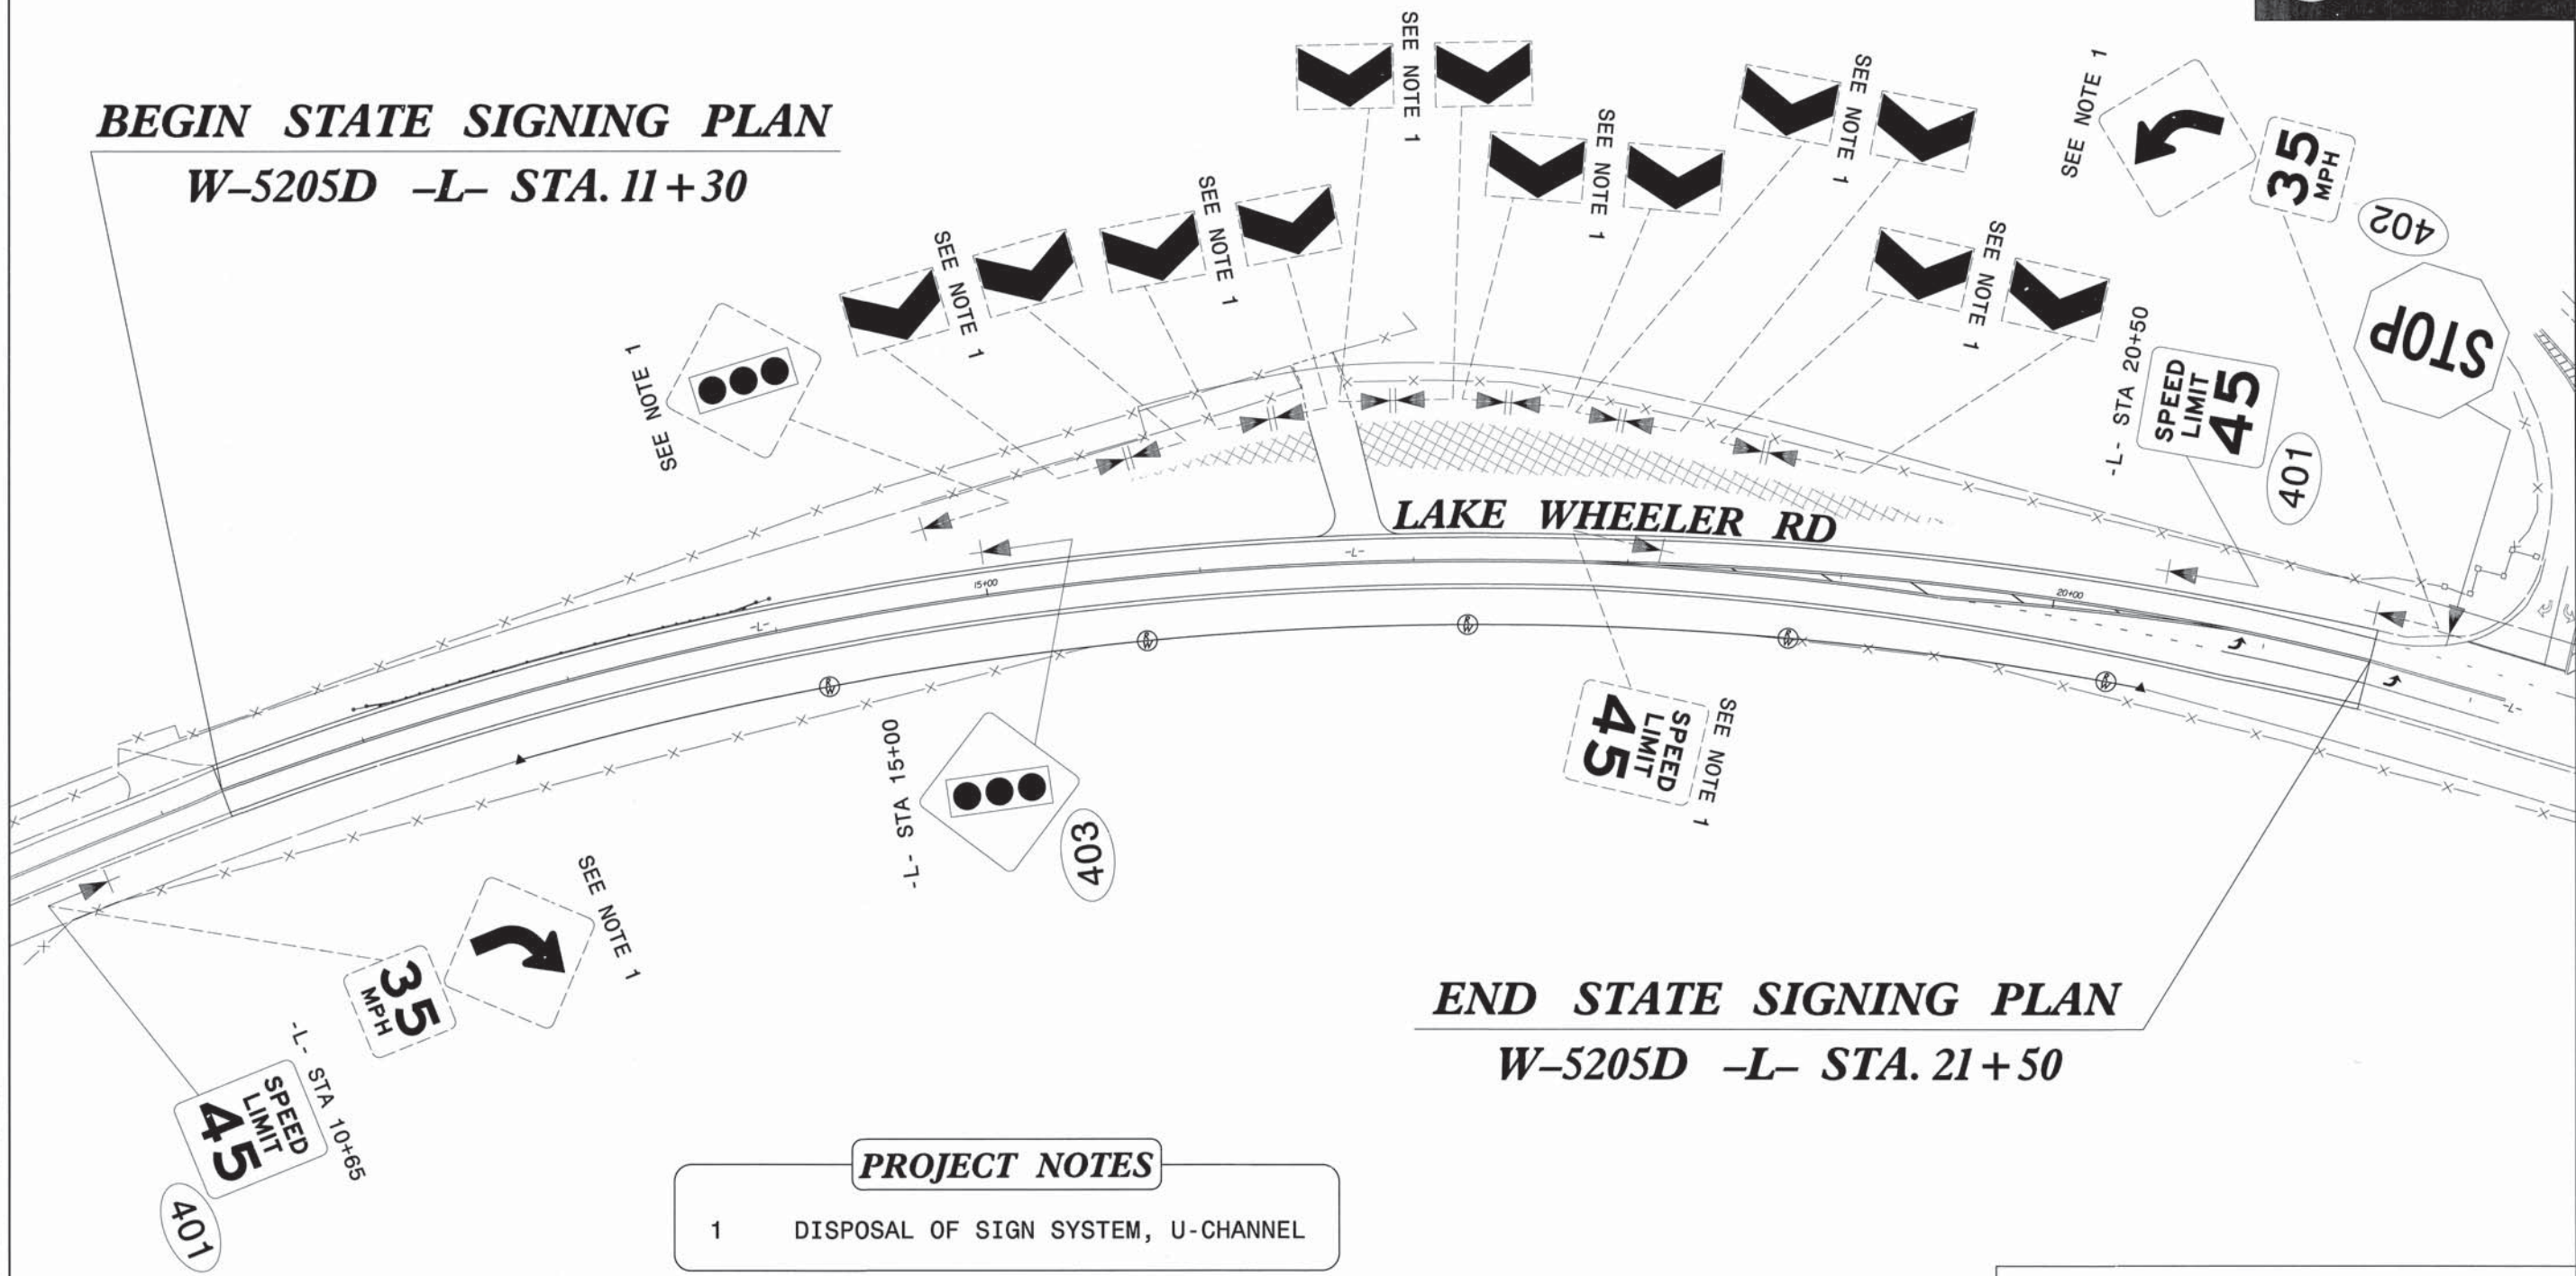 BEGIN STATE SIGNING PLAN
W-5205D -L- STA. 11+30
SEE NOTE 1
SEE NOTE 1
SEE NOTE 1
SEE NOTE 1
SEE NOTE 1
SEE NOTE 1
SEE NOTE 1
SEE NOTE 1
35
MPH
402
STOP
-L- STA 20+50
SPEED
LIMIT
45
401
LAKE WHEELER RD
-L-
15+00
20+00
-L-
-L-
R/W
R/W
R/W
R/W
R/W
-L- STA 15+00
403
SPEED
LIMIT
45
SEE NOTE 1
SEE NOTE 1
35
MPH
-L- STA 10+65
SPEED
LIMIT
45
401
END STATE SIGNING PLAN
W-5205D -L- STA. 21+50
PROJECT NOTES
1 DISPOSAL OF SIGN SYSTEM, U-CHANNEL